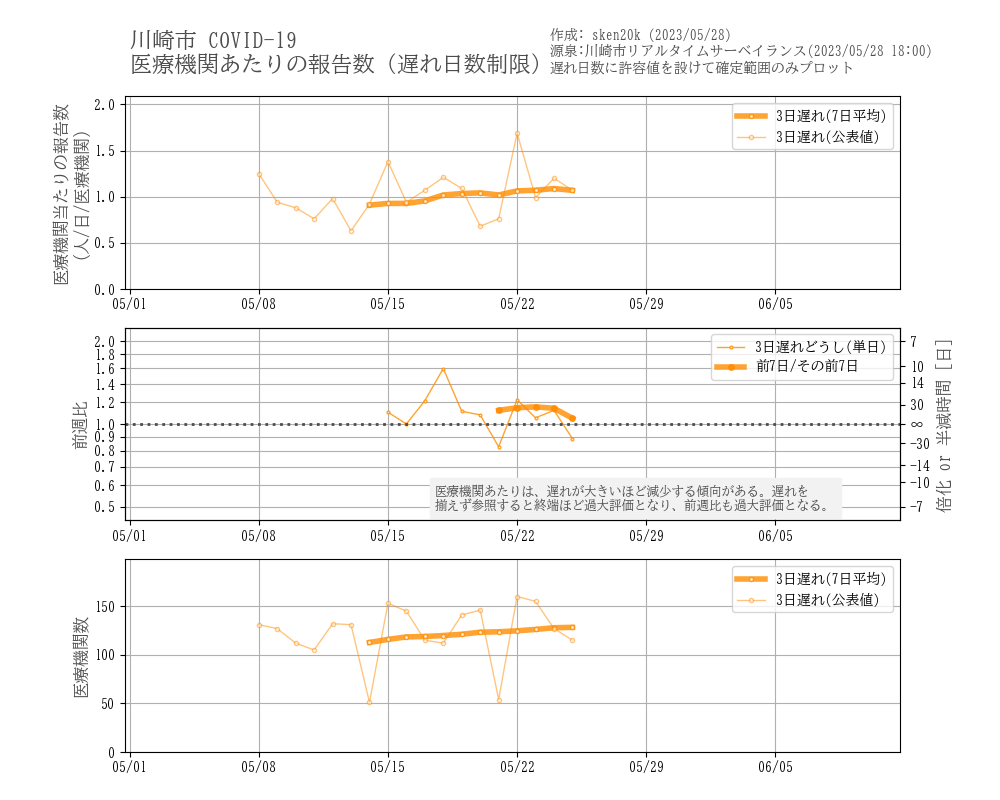 川崎市 COVID-19
医療機関あたりの報告数（遅れ日数制限）
作成: sken20k (2023/05/28)
源泉:川崎市リアルタイムサーベイランス(2023/05/28 18:00)
遅れ日数に許容値を設けて確定範囲のみプロット
医療機関当たりの報告数
(人/日/医療機関)
2.0
1.5
1.0
0.5
0.0
3日遅れ(7日平均)
3日遅れ(公表値)
05/01 05/08 05/15 05/22 05/29 06/05
前週比
2.0
1.8
1.6
1.4
1.2
1.0
0.9
0.8
0.7
0.6
0.5
3日遅れどうし(単日)
前7日/その前7日
7
10
14
30
∞
-30
-14
-10
-7
倍化 or 半減時間 [日]
医療機関あたりは、遅れが大きいほど減少する傾向がある。遅れを
揃えず参照すると終端ほど過大評価となり、前週比も過大評価となる。
05/01 05/08 05/15 05/22 05/29 06/05
医療機関数
150
100
50
0
3日遅れ(7日平均)
3日遅れ(公表値)
05/01 05/08 05/15 05/22 05/29 06/05